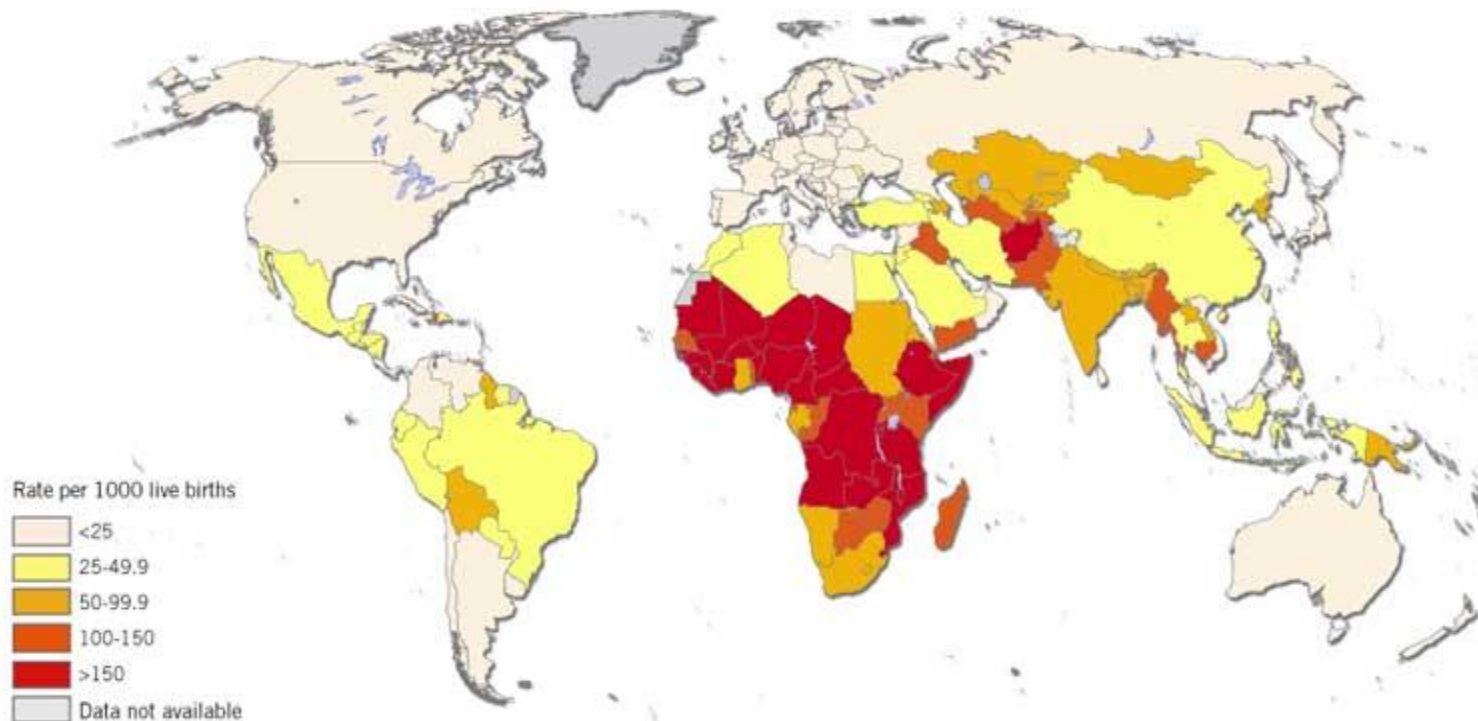 Rate per 1000 live births
<25
25-49.9
50-99.9
100-150
>150
Data not available